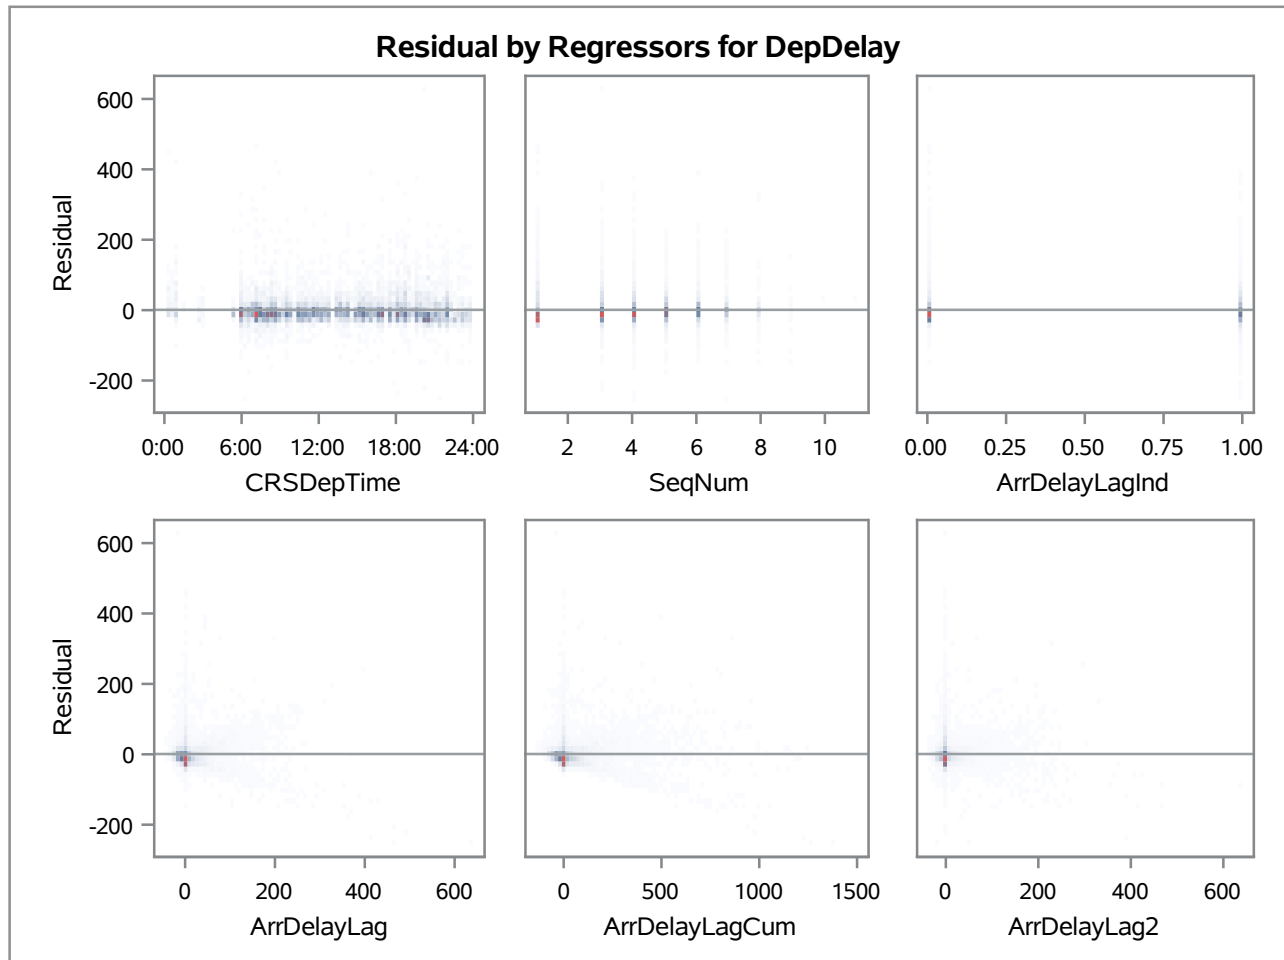 Residual by Regressors for DepDelay
600
400
200
0
-200
Residual
0:00 6:00 12:00 18:00 24:00
CRSDepTime
2 4 6 8 10
SeqNum
0.00 0.25 0.50 0.75 1.00
ArrDelayLagInd
600
400
200
0
-200
Residual
0 200 400 600
ArrDelayLag
0 500 1000 1500
ArrDelayLagCum
0 200 400 600
ArrDelayLag2